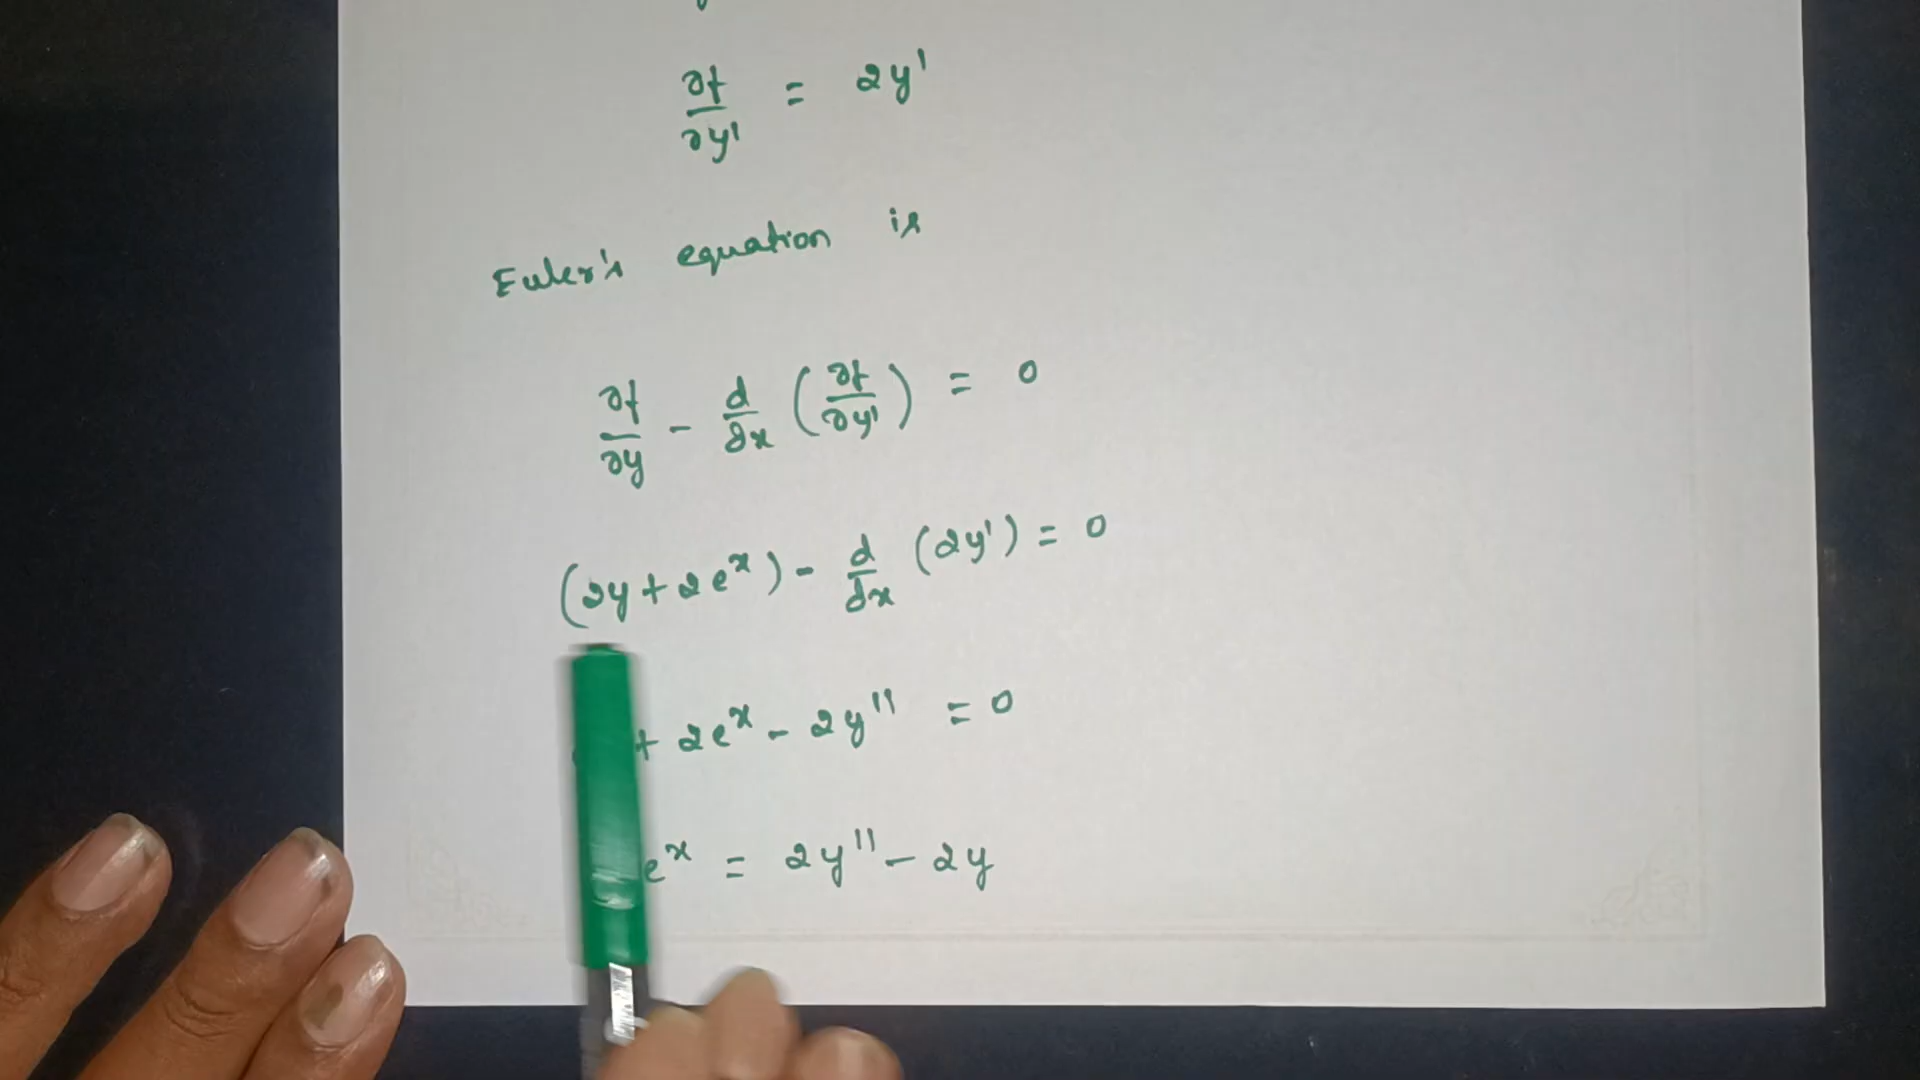 ∂f/∂y' = 2y'
Euler's equation is
∂f/∂y - d/dx (∂f/∂y') = 0
(2y + 2e^x) - d/dx (2y') = 0
+ 2e^x - 2y'' = 0
e^x = 2y'' - 2y